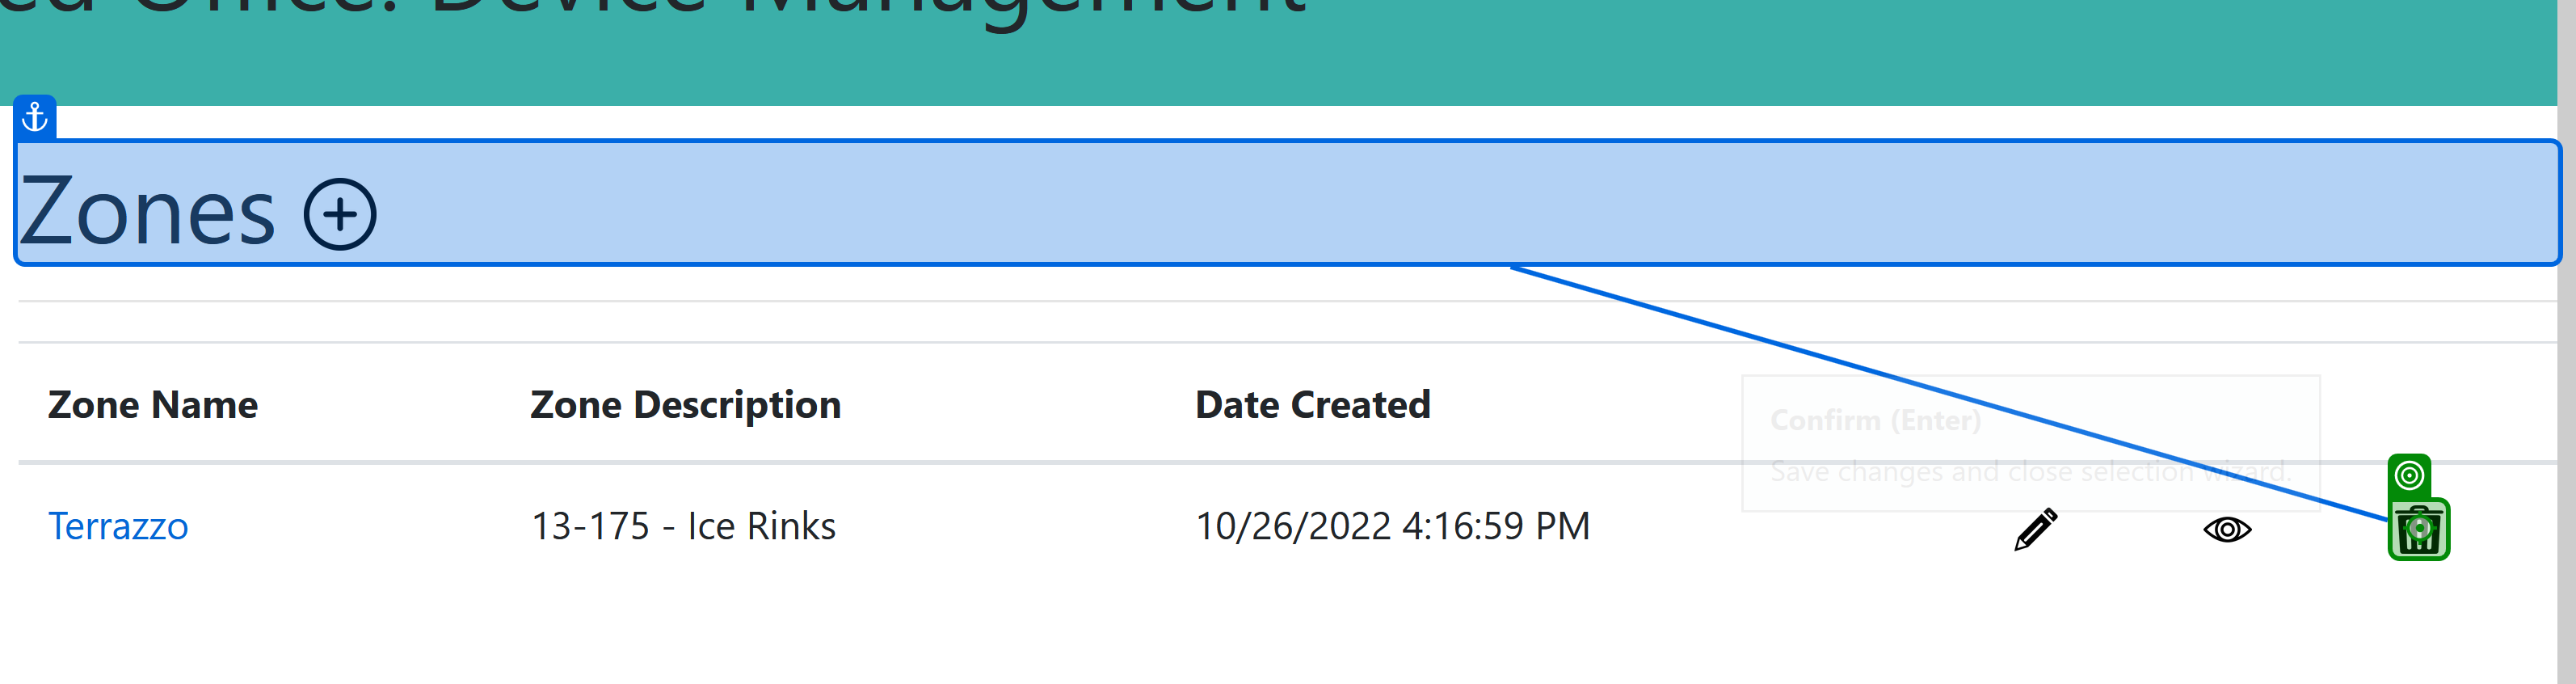 ed Office: Device Management
Zones
Zone Name Zone Description Date Created
Confirm (Enter)
Save changes and close selection wizard.
Terrazzo 13-175 - Ice Rinks 10/26/2022 4:16:59 PM